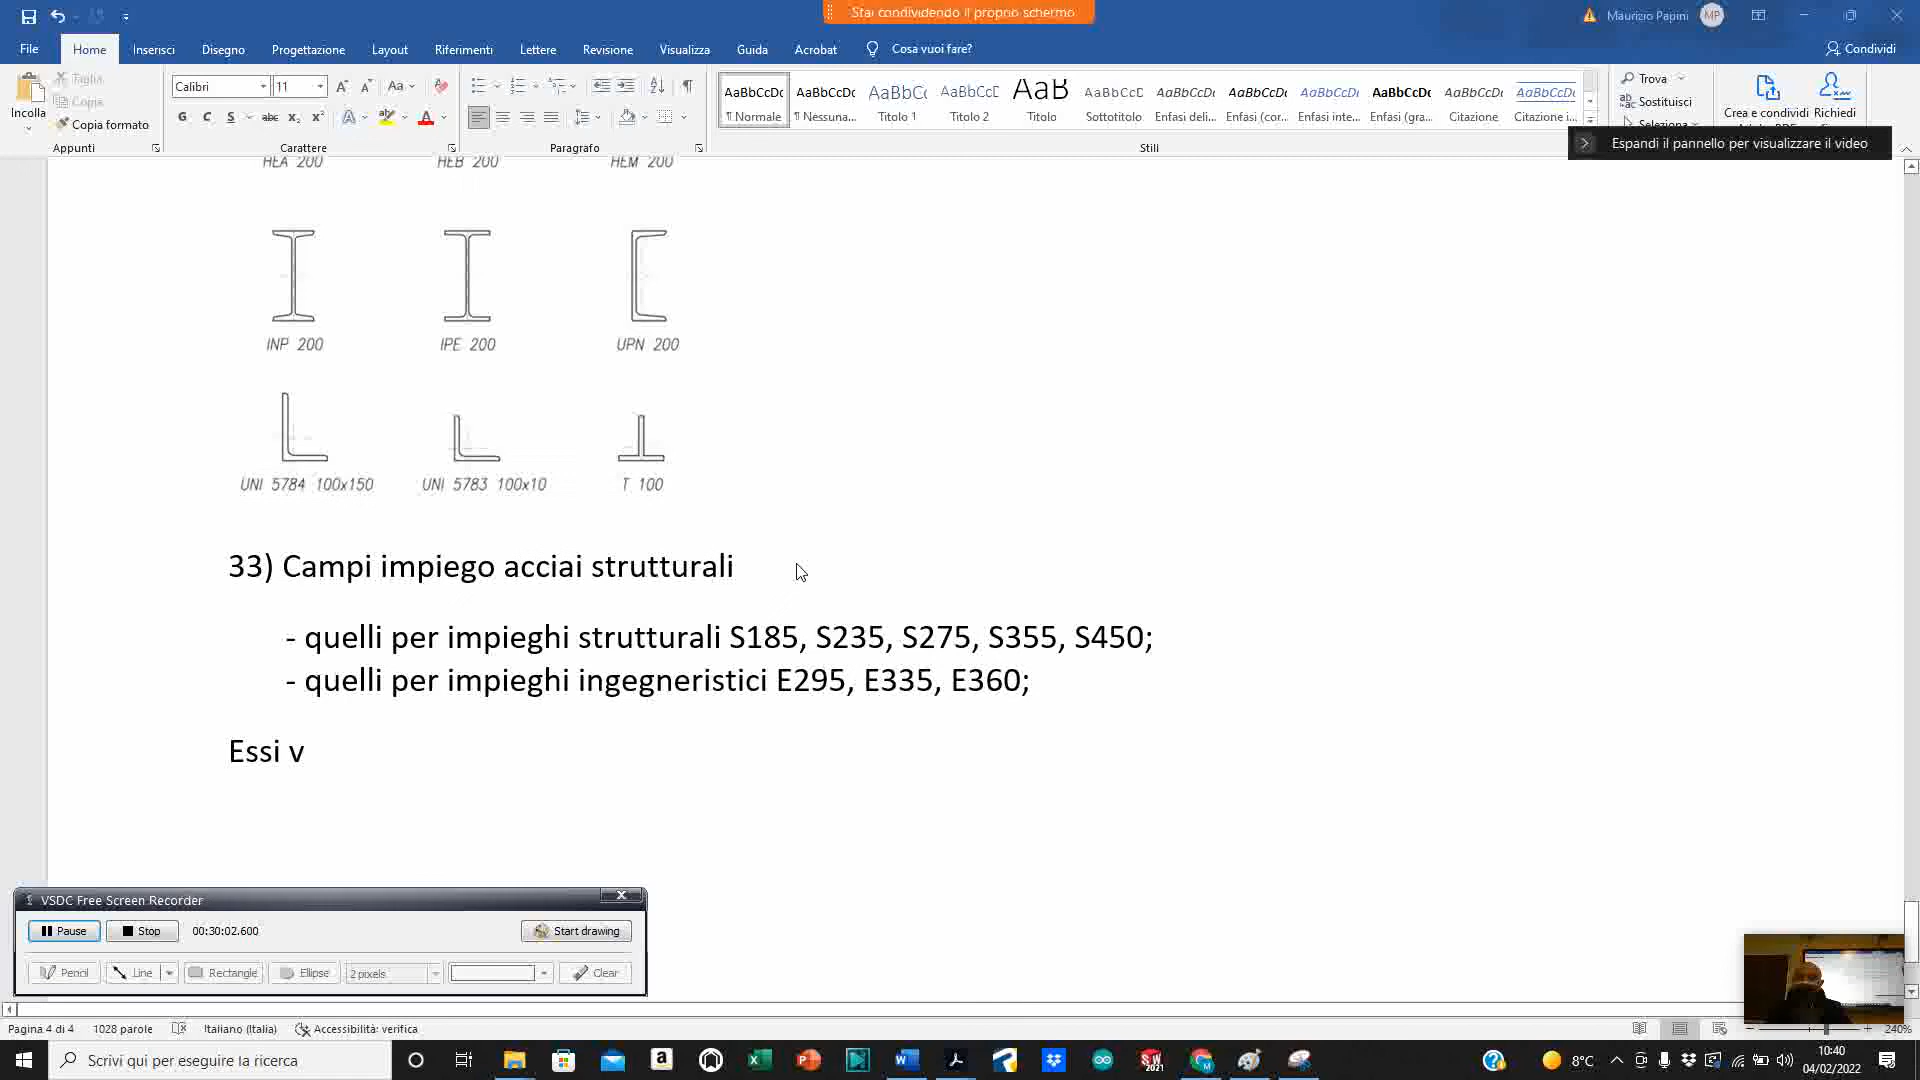 Stai condividendo il proprio schermo
Maurizio Papini
MP
File
Home
Inserisci
Disegno
Progettazione
Layout
Riferimenti
Lettere
Revisione
Visualizza
Guida
Acrobat
Cosa vuoi fare?
Condividi
Incolla
Taglia
Copia
Copia formato
Appunti
Calibri
11
Aa
G C S abc x₂ x²
Carattere
Paragrafo
AaBbCcDc
¶ Normale
AaBbCcDc
¶ Nessuna...
AaBbCc
Titolo 1
AaBbCcD
Titolo 2
AaB
Titolo
AaBbCcD
Sottotitolo
AaBbCcDc
Enfasi deli...
AaBbCcDc
Enfasi (cor...
AaBbCcDc
Enfasi inte...
AaBbCcDc
Enfasi (gra...
AaBbCcDc
Citazione
AaBbCcDc
Citazione i...
Stili
Trova
Sostituisci
Seleziona
Crea e condividi
Richiedi
Espandi il pannello per visualizzare il video
HEA 200
HEB 200
HEM 200
INP 200
IPE 200
UPN 200
UNI 5784 100x150
UNI 5783 100x10
T 100
33) Campi impiego acciai strutturali
- quelli per impieghi strutturali S185, S235, S275, S355, S450;
- quelli per impieghi ingegneristici E295, E335, E360;
Essi v
VSDC Free Screen Recorder
Pause
Stop
00:30:02.600
Start drawing
Pencil
Line
Rectangle
Ellipse
2 pixels
Clear
Pagina 4 di 4
1028 parole
Italiano (Italia)
Accessibilità: verifica
240%
Scrivi qui per eseguire la ricerca
8°C
10:40
04/02/2022